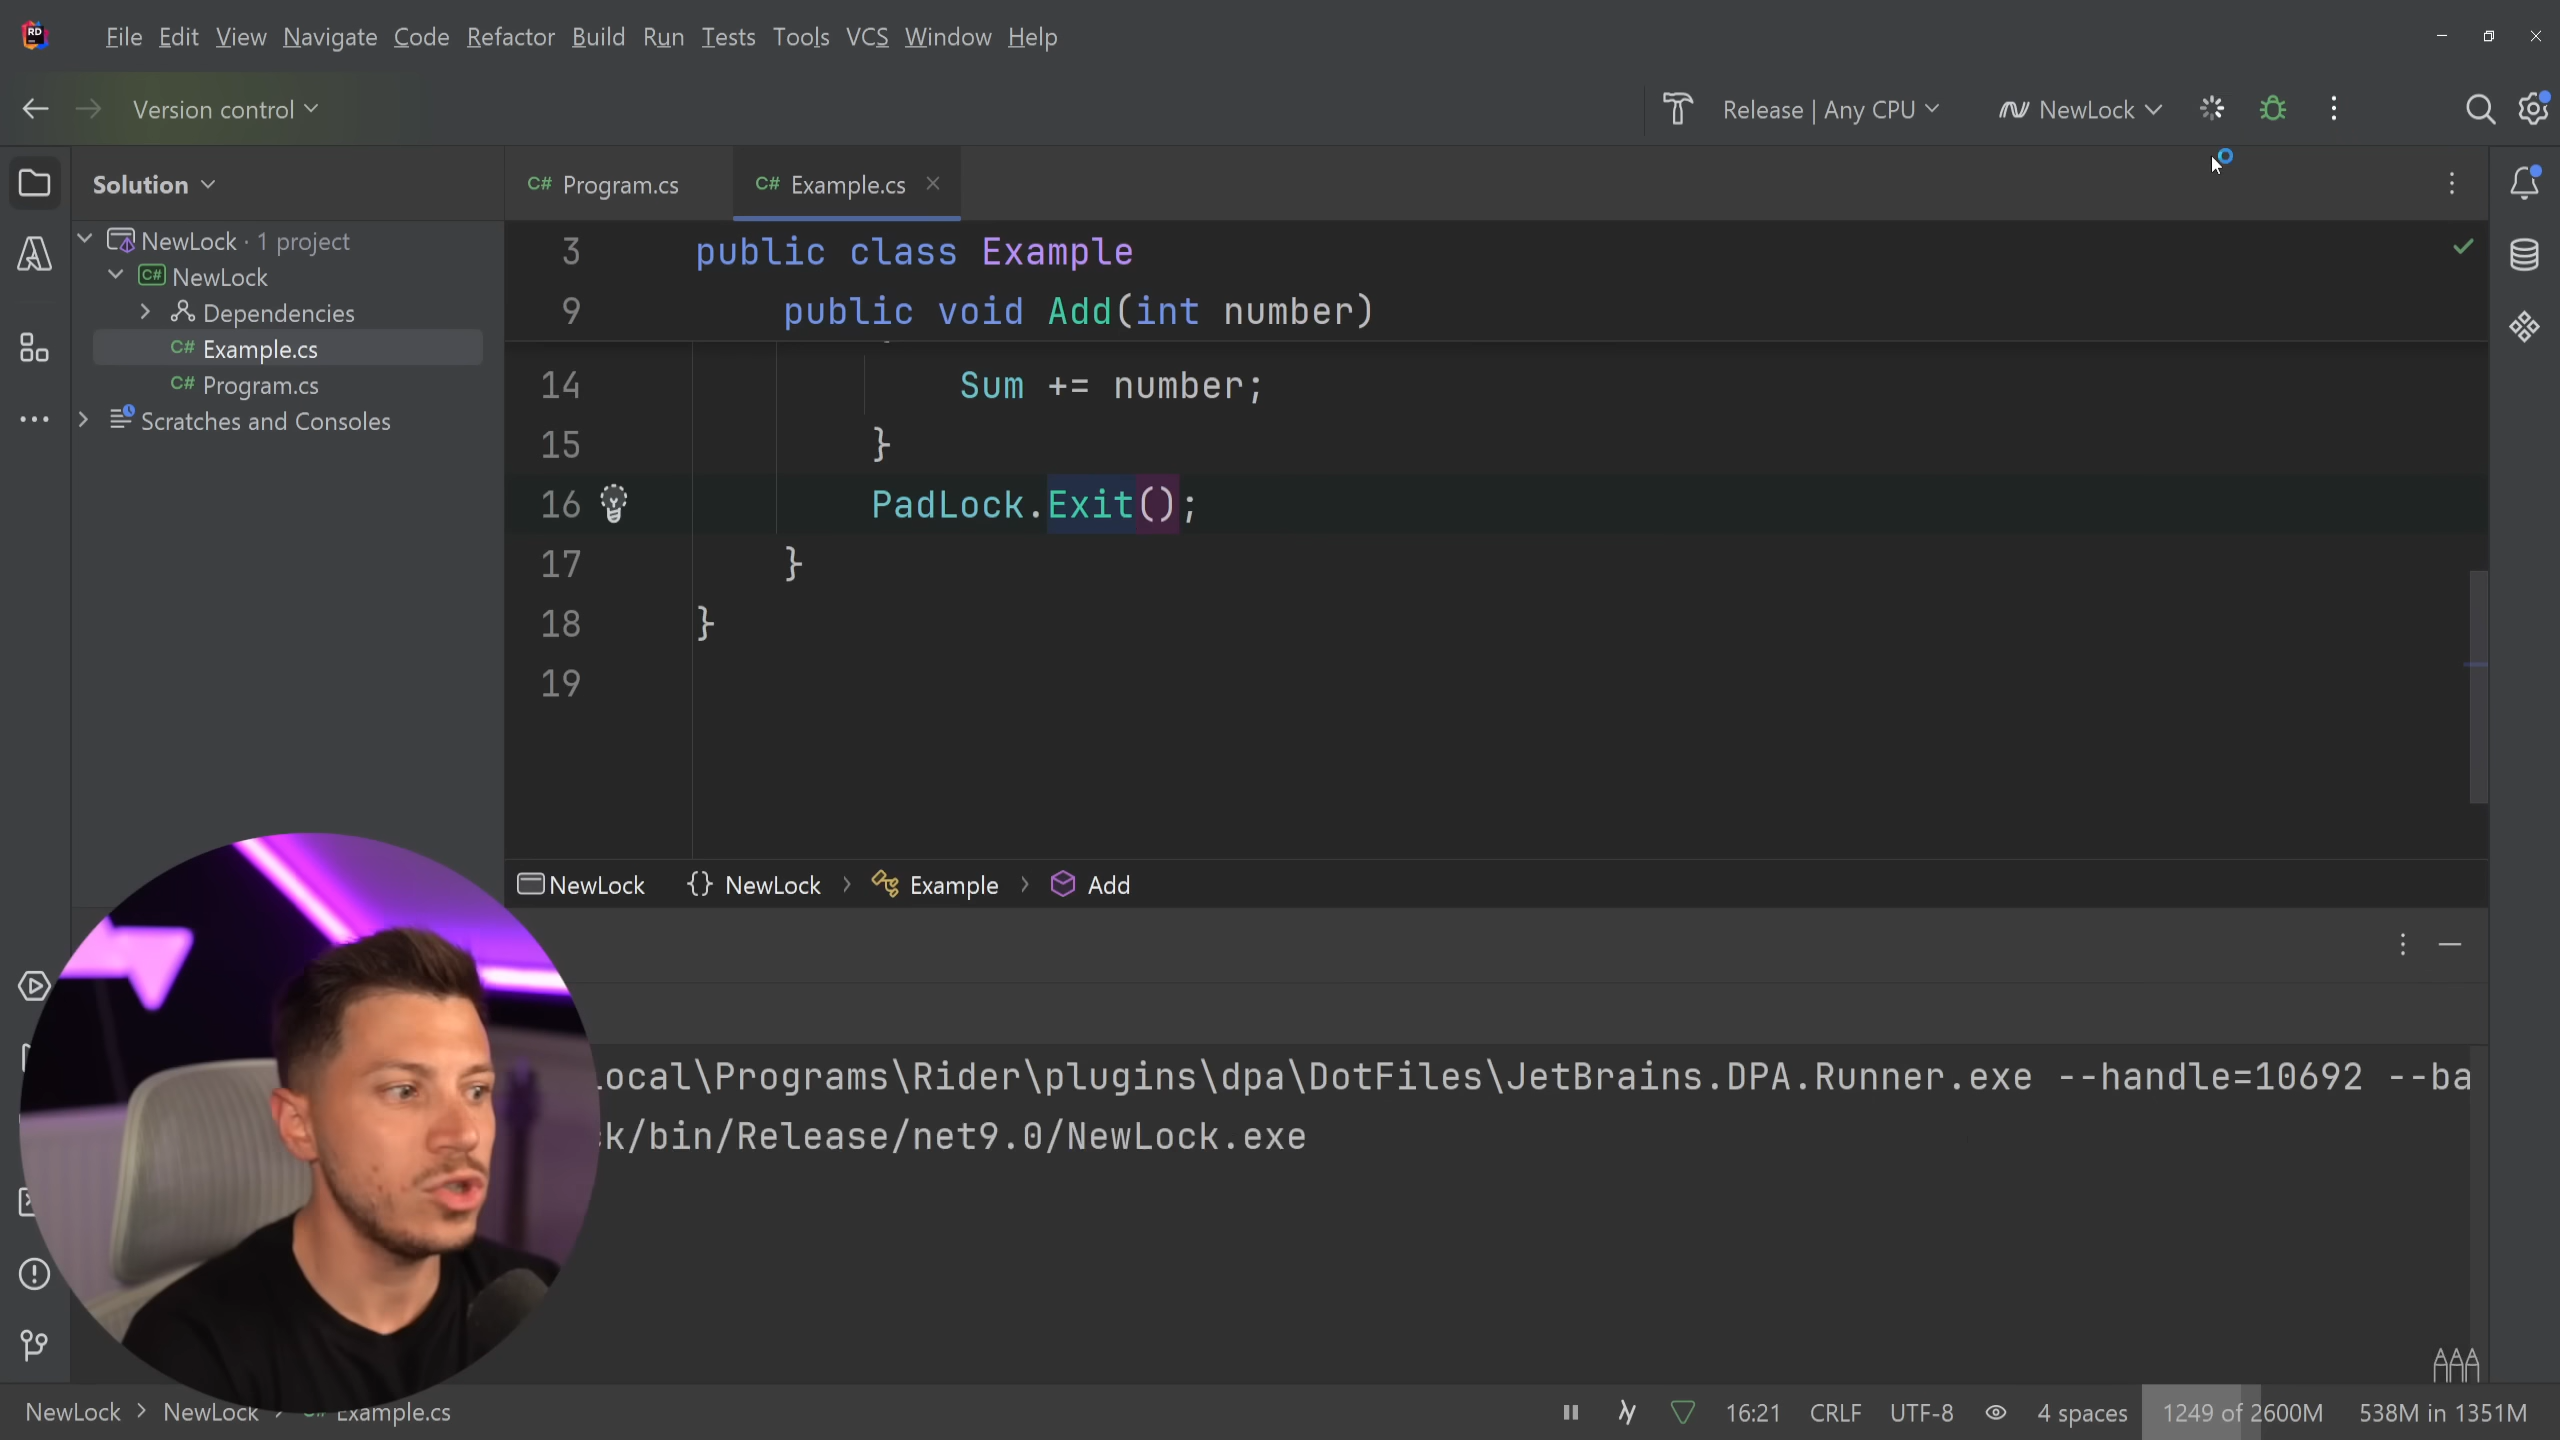 RD File Edit View Navigate Code Refactor Build Run Tests Tools VCS Window Help
Version control Release | Any CPU NewLock
Solution
NewLock · 1 project
C# NewLock
Dependencies
C# Example.cs
C# Program.cs
Scratches and Consoles
C# Program.cs C# Example.cs
3 public class Example
9 public void Add(int number)
14 Sum += number;
15 }
16 PadLock.Exit();
17 }
18 }
19
NewLock {} NewLock > Example > Add
ocal\Programs\Rider\plugins\dpa\DotFiles\JetBrains.DPA.Runner.exe --handle=10692 --ba
k/bin/Release/net9.0/NewLock.exe
NewLock > NewLock Example.cs 16:21 CRLF UTF-8 4 spaces 1249 of 2600M 538M in 1351M